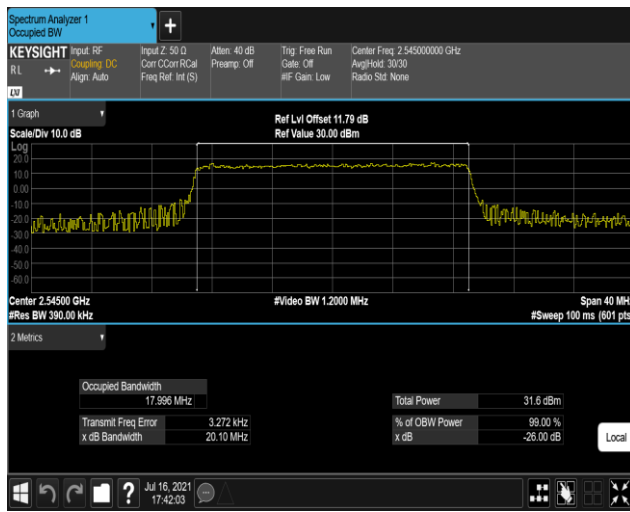 Spectrum Analyzer 1
Occupied BW
+
KEYSIGHT Input: RF Input Z: 50 Ω Atten: 40 dB Trig: Free Run Center Freq: 2.545000000 GHz
RL Coupling: DC Corr CCorr RCal Preamp: Off Gate: Off Avg|Hold: 30/30
Align: Auto Freq Ref: Int (S) #IF Gain: Low Radio Std: None
LXI
1 Graph Ref Lvl Offset 11.79 dB
Scale/Div 10.0 dB Ref Value 30.00 dBm
Log
20.0
10.0
0.00
-10.0
-20.0
-30.0
-40.0
-50.0
-60.0
Center 2.54500 GHz #Video BW 1.2000 MHz Span 40 MH
#Res BW 390.00 kHz #Sweep 100 ms (601 pts
2 Metrics
Occupied Bandwidth
17.996 MHz Total Power 31.6 dBm
Transmit Freq Error 3.272 kHz % of OBW Power 99.00 %
x dB Bandwidth 20.10 MHz x dB -26.00 dB
Local
? Jul 16, 2021
17:42:03